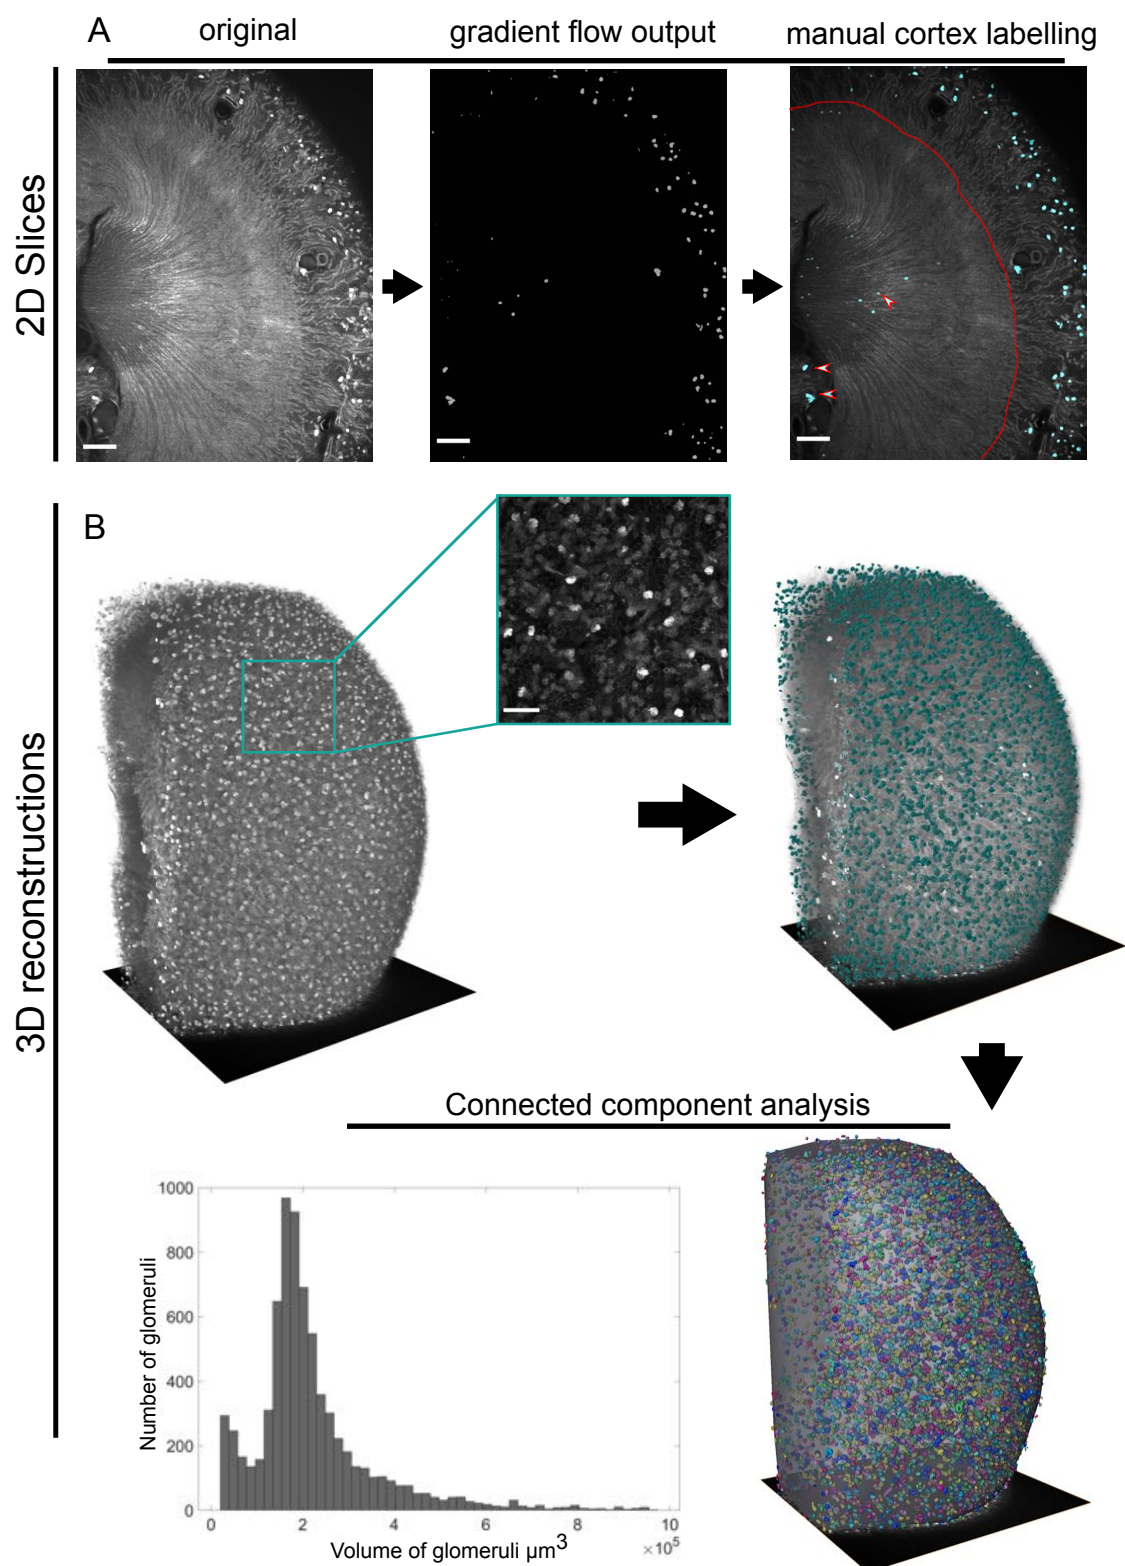 A
original
gradient flow output
manual cortex labelling
2D Slices
B
3D reconstructions
Connected component analysis
Number of glomeruli
1000
800
600
400
200
0
0 2 4 6 8 10
×10⁵
Volume of glomeruli µm³